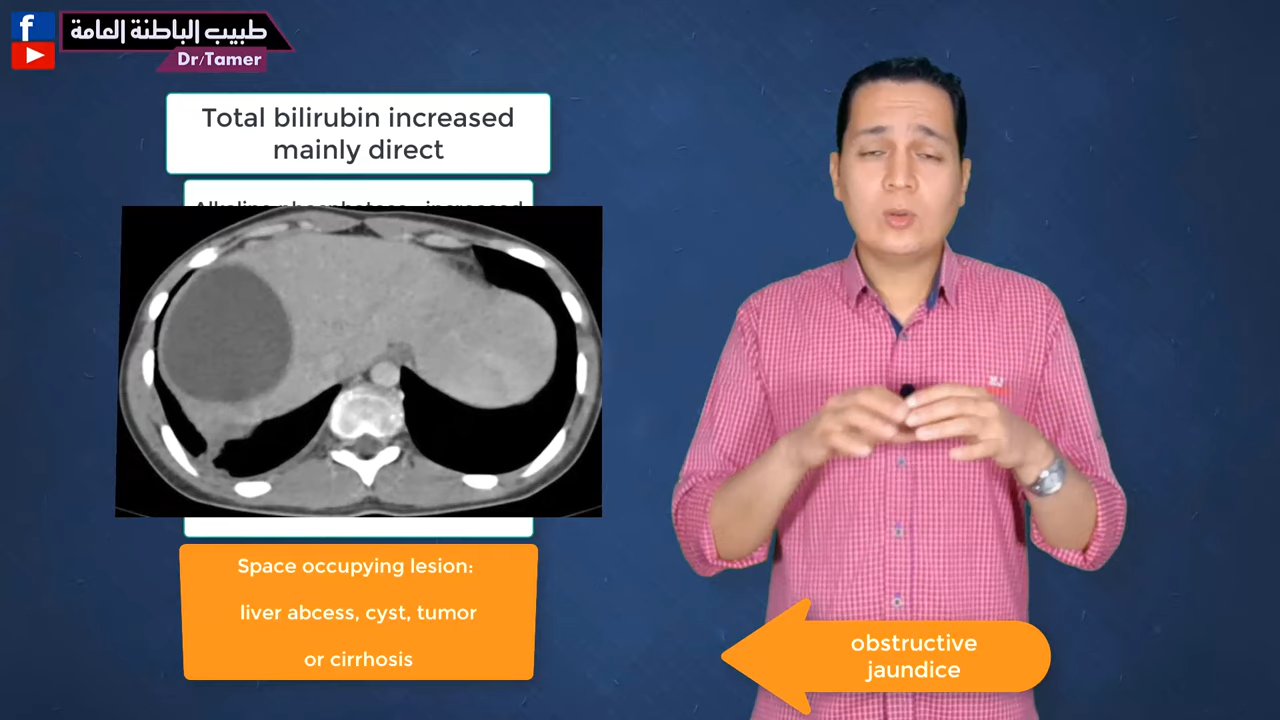 طبيب الباطنة العامة
Dr/Tamer
Total bilirubin increased
mainly direct
Space occupying lesion:
liver abcess, cyst, tumor
or cirrhosis
obstructive
jaundice